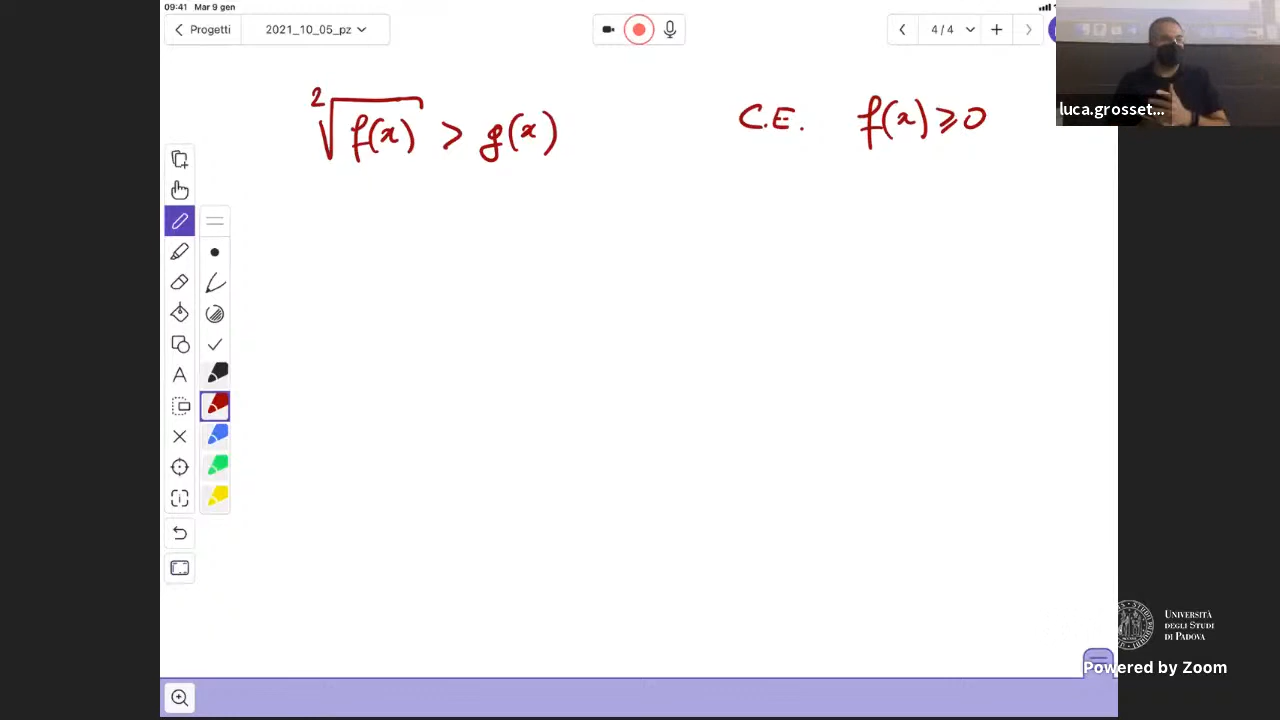 09:41 Mar 9 gen
Progetti
2021_10_05_pz
4/4
²√f(x) > g(x)
C.E. f(x) ⩾ 0
luca.grosset...
A
UNIVERSITÀ
DEGLI STUDI
DI PADOVA
Powered by Zoom